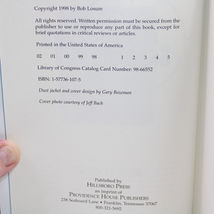 Copyright 1998 by Bob Losure
All rights reserved. Written permission must be secured from the
publisher to use or reproduce any part of this book, except for
brief quotations in critical reviews or articles.
Printed in the United States of America
02 01 00 99 98 1 2 3 4 5
Library of Congress Catalog Card Number: 98-66552
ISBN: 1-57736-107-5
Dust jacket and cover design by Gary Bozeman
Cover photo courtesy of Jeff Buck
Published by
HILLSBORO PRESS
an imprint of
PROVIDENCE HOUSE PUBLISHERS
238 Seaboard Lane • Franklin, Tennessee 37067
800-321-5692